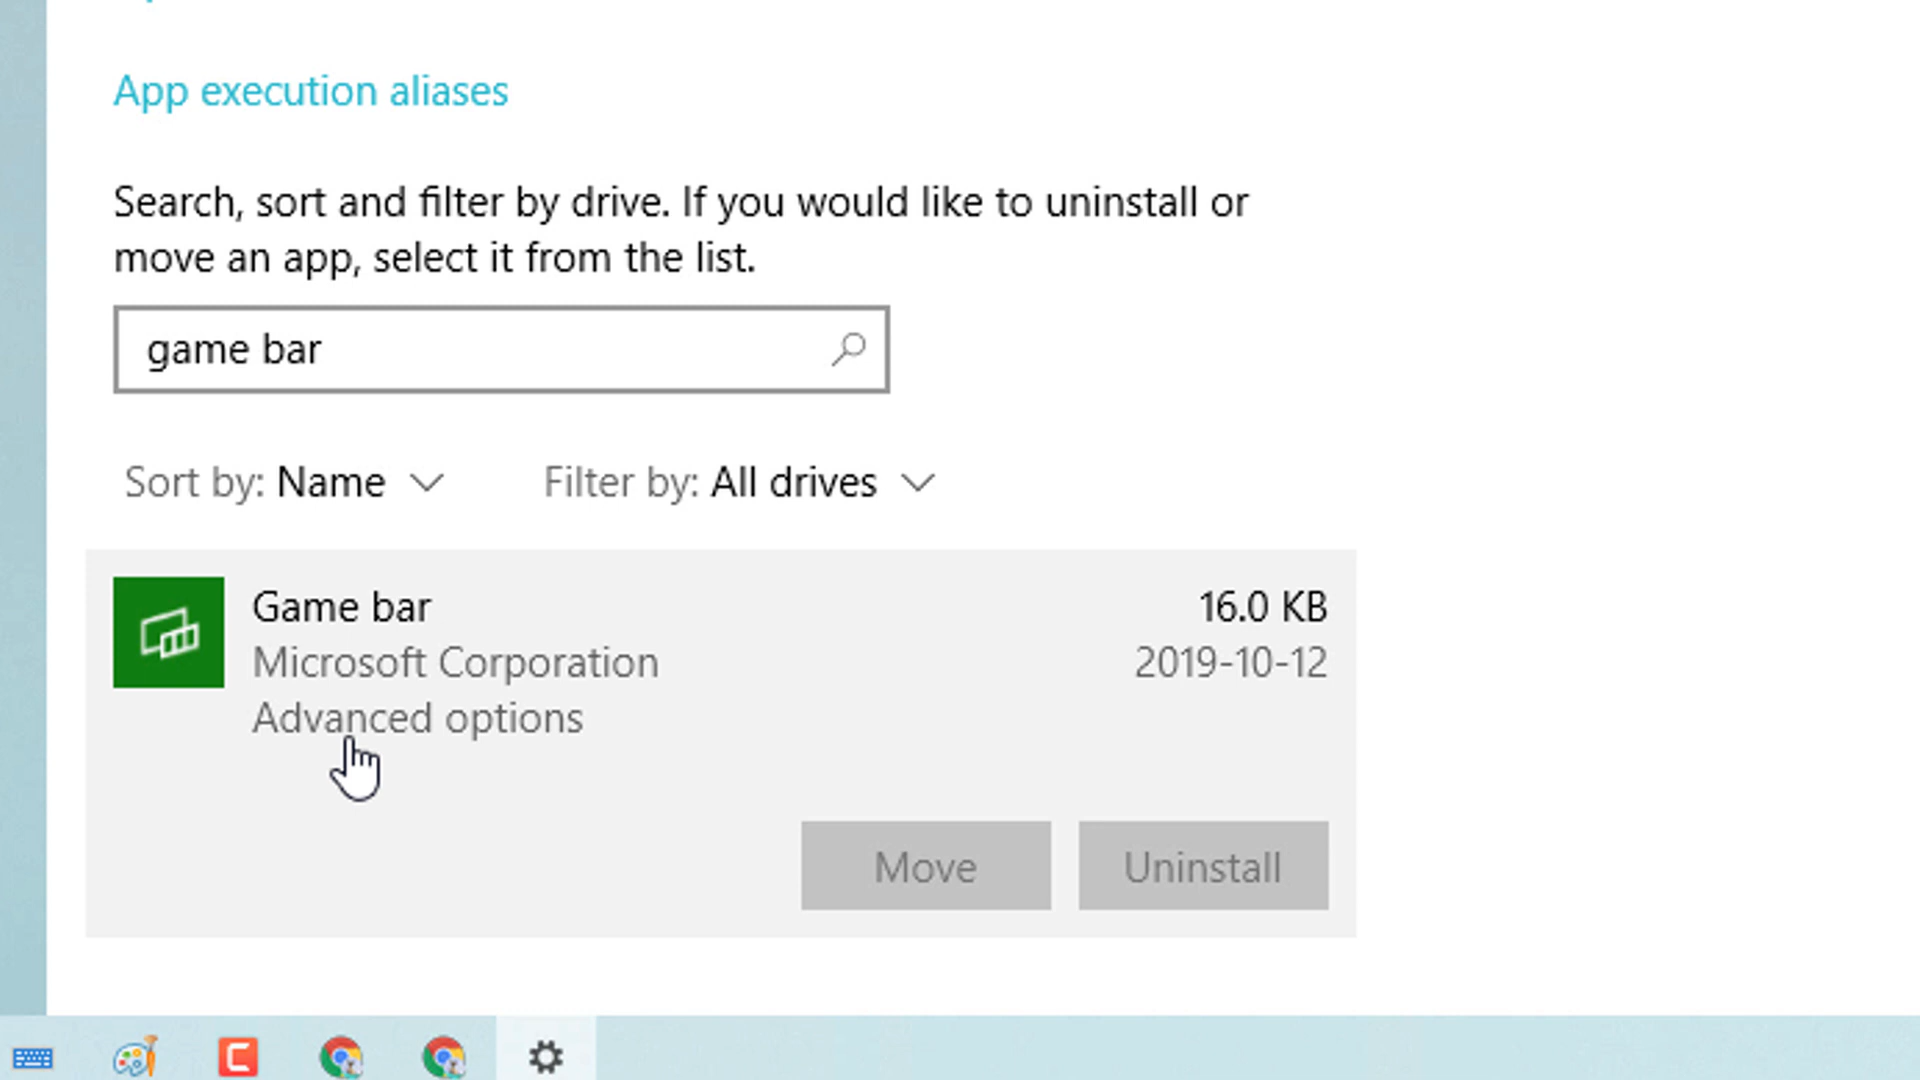 App execution aliases
Search, sort and filter by drive. If you would like to uninstall or
move an app, select it from the list.
game bar
Sort by: Name Filter by: All drives
Game bar 16.0 KB
Microsoft Corporation 2019-10-12
Advanced options
Move Uninstall